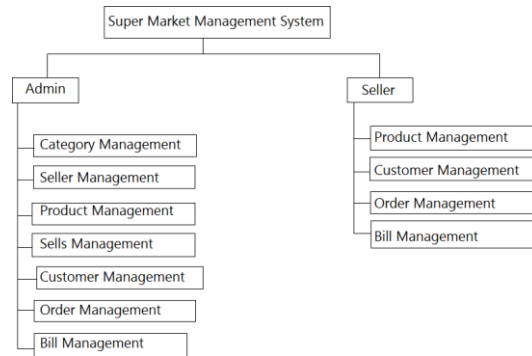 Super Market Management System
Admin
Seller
Category Management
Seller Management
Product Management
Sells Management
Customer Management
Order Management
Bill Management
Product Management
Customer Management
Order Management
Bill Management